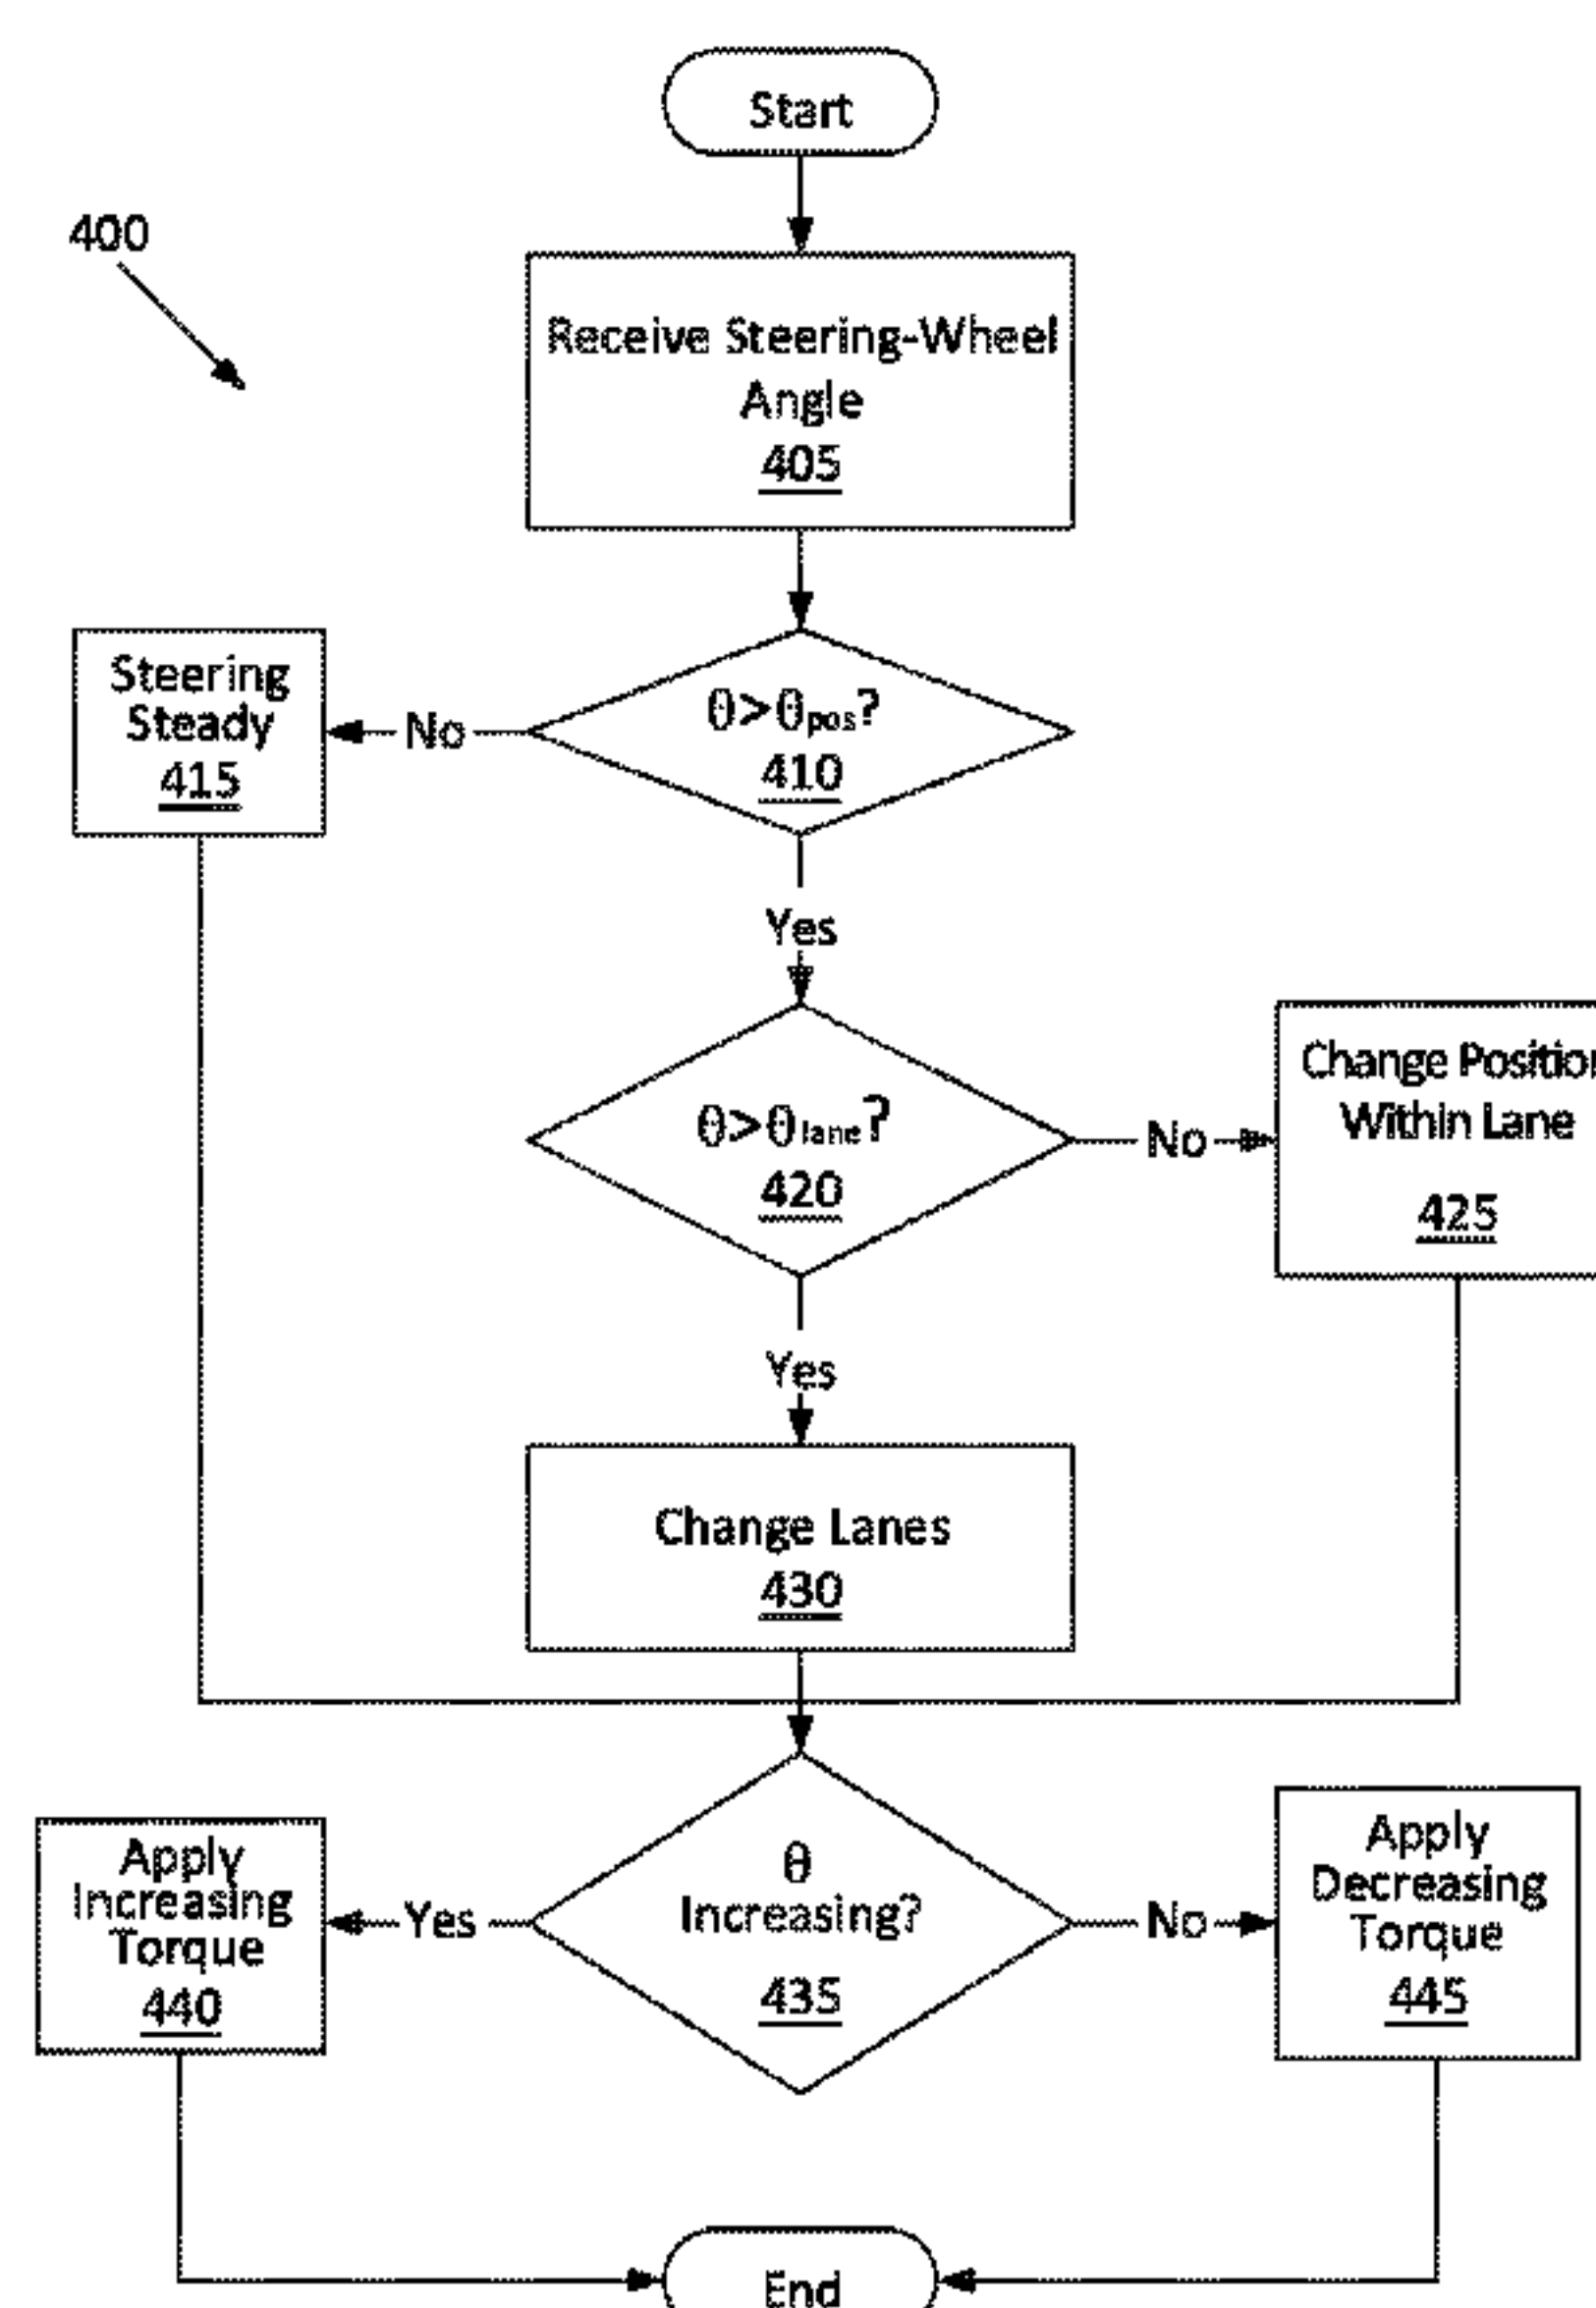 Start
400
Receive Steering-Wheel
Angle
405
Steering
Steady
415
No
θ>θpos?
410
Yes
θ>θlane?
420
No
Change Position
Within Lane
425
Yes
Change Lanes
430
Apply
Increasing
Torque
440
Yes
θ
Increasing?
435
No
Apply
Decreasing
Torque
445
End